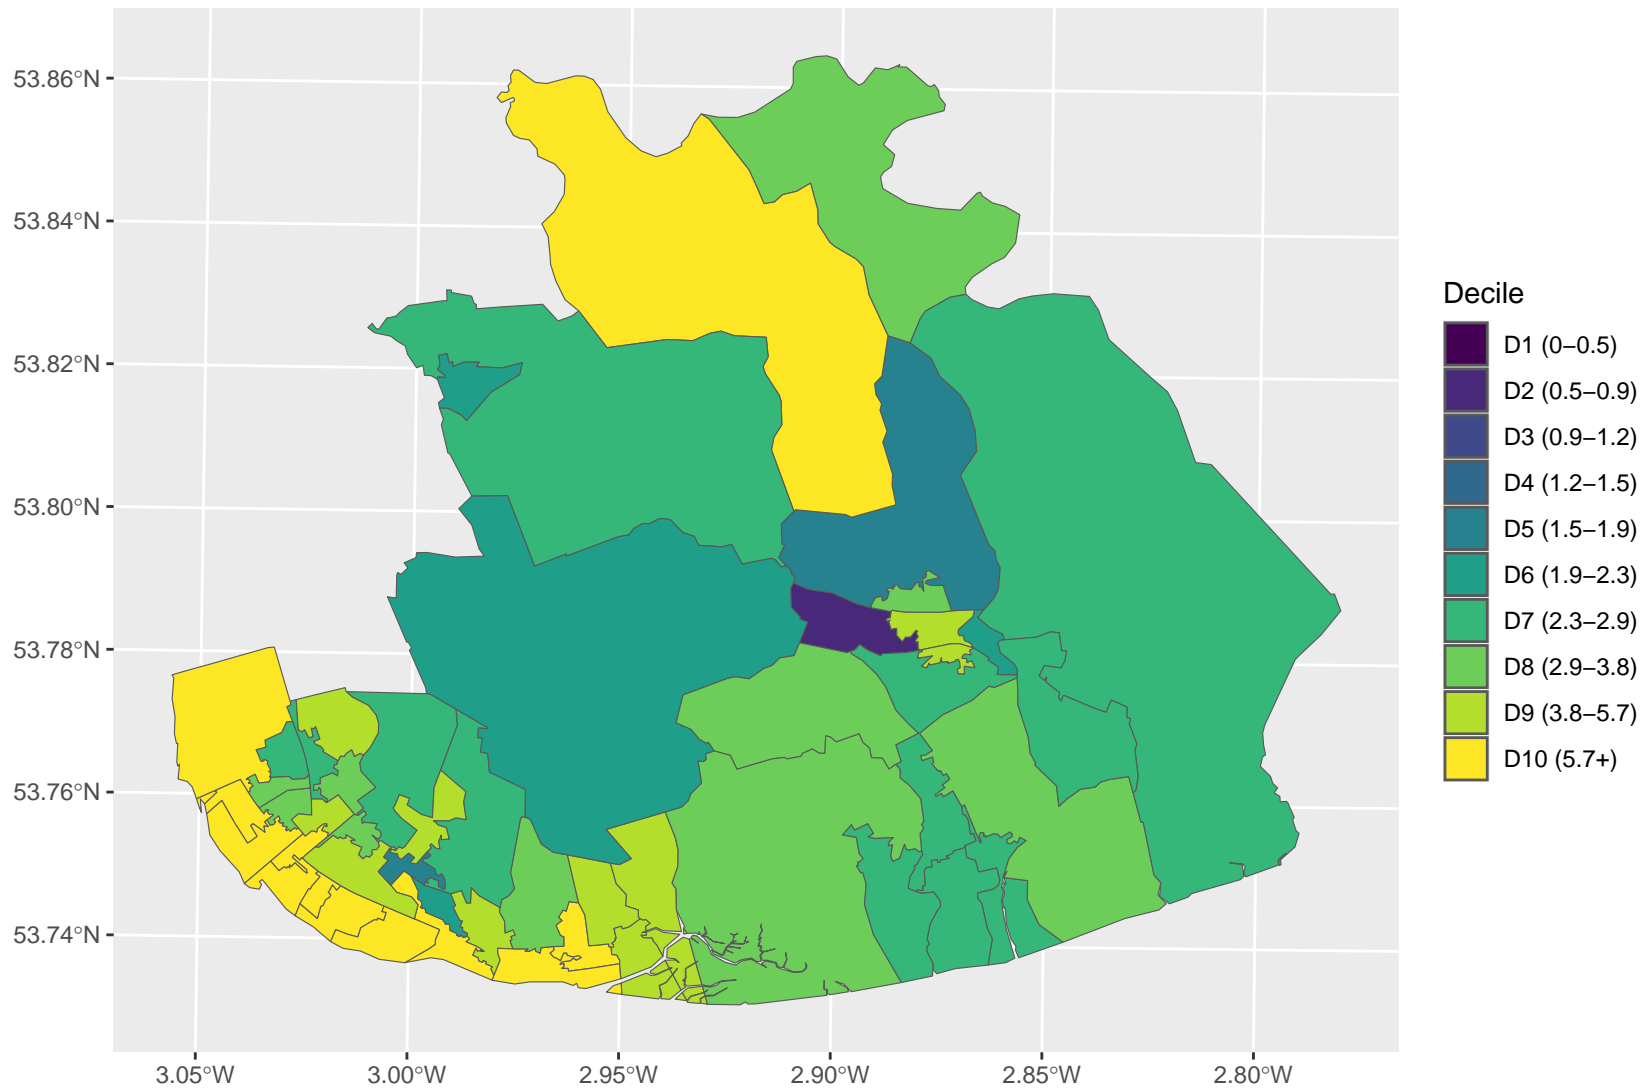 53.86°N
53.84°N
53.82°N
53.80°N
53.78°N
53.76°N
53.74°N
3.05°W
3.00°W
2.95°W
2.90°W
2.85°W
2.80°W
Decile
D1 (0−0.5)
D2 (0.5−0.9)
D3 (0.9−1.2)
D4 (1.2−1.5)
D5 (1.5−1.9)
D6 (1.9−2.3)
D7 (2.3−2.9)
D8 (2.9−3.8)
D9 (3.8−5.7)
D10 (5.7+)